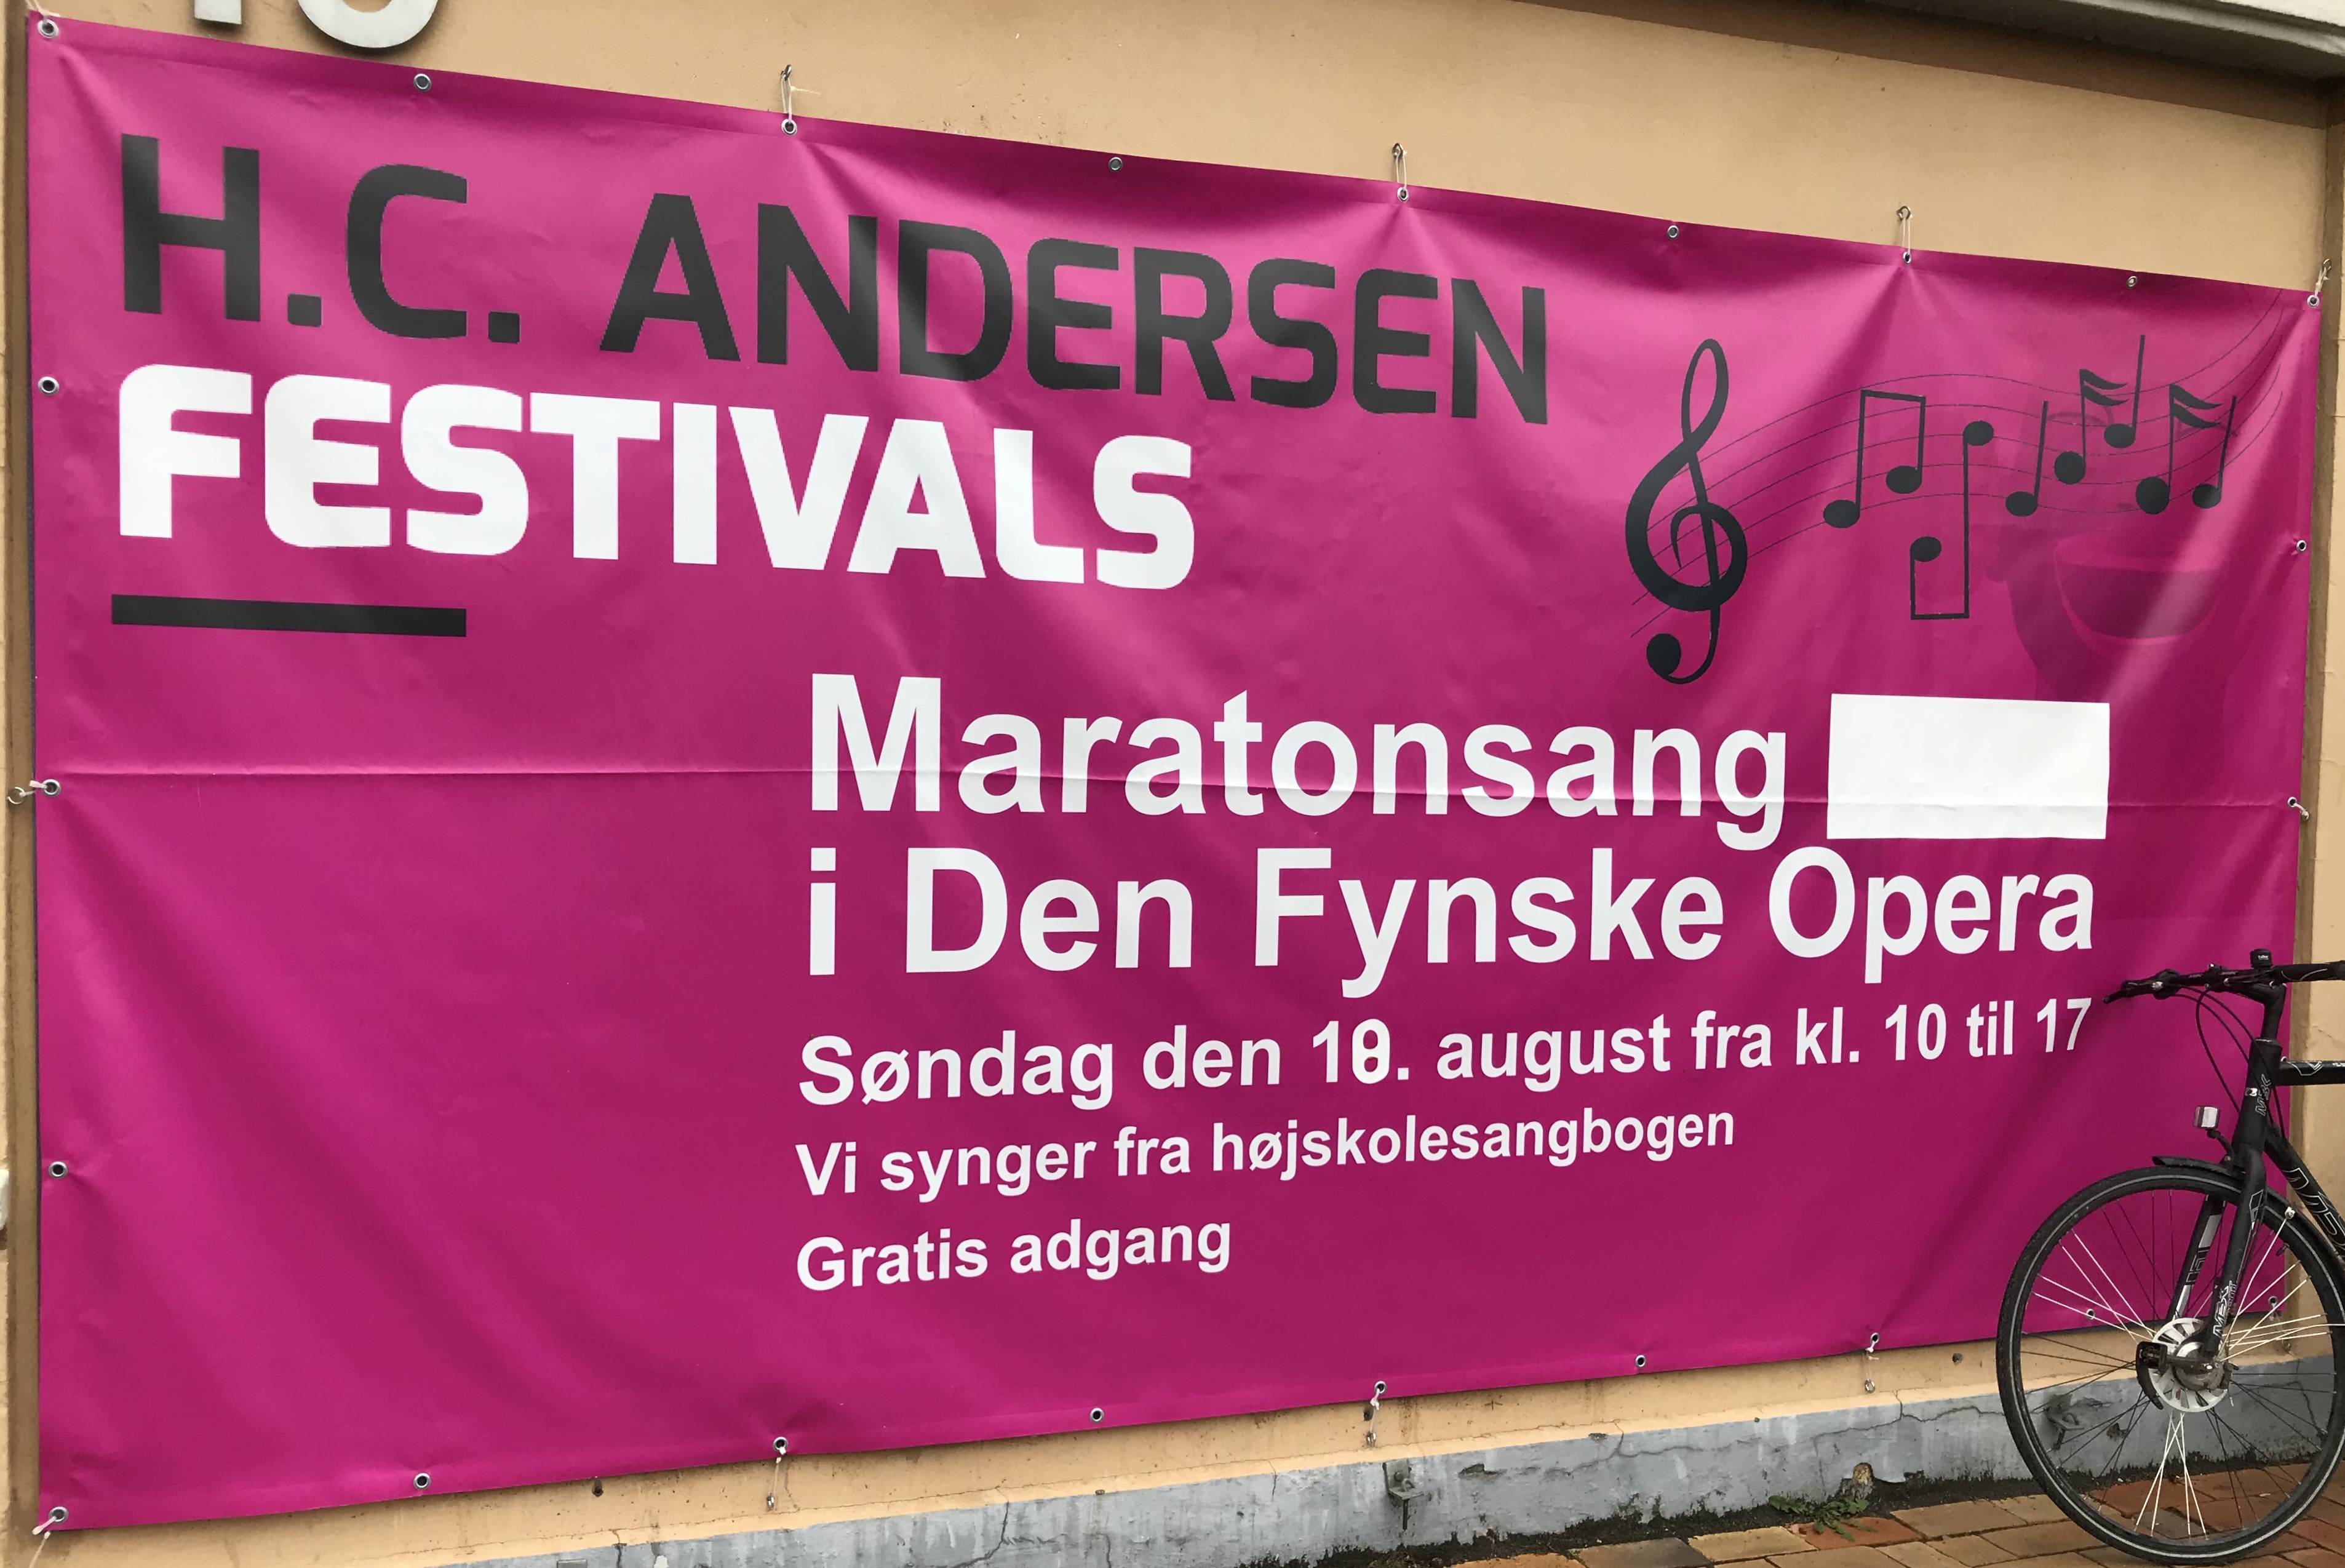 H.C. ANDERSEN
FESTIVALS
Maratonsang
i Den Fynske Opera
Søndag den 18. august fra kl. 10 til 17
Vi synger fra højskolesangbogen
Gratis adgang